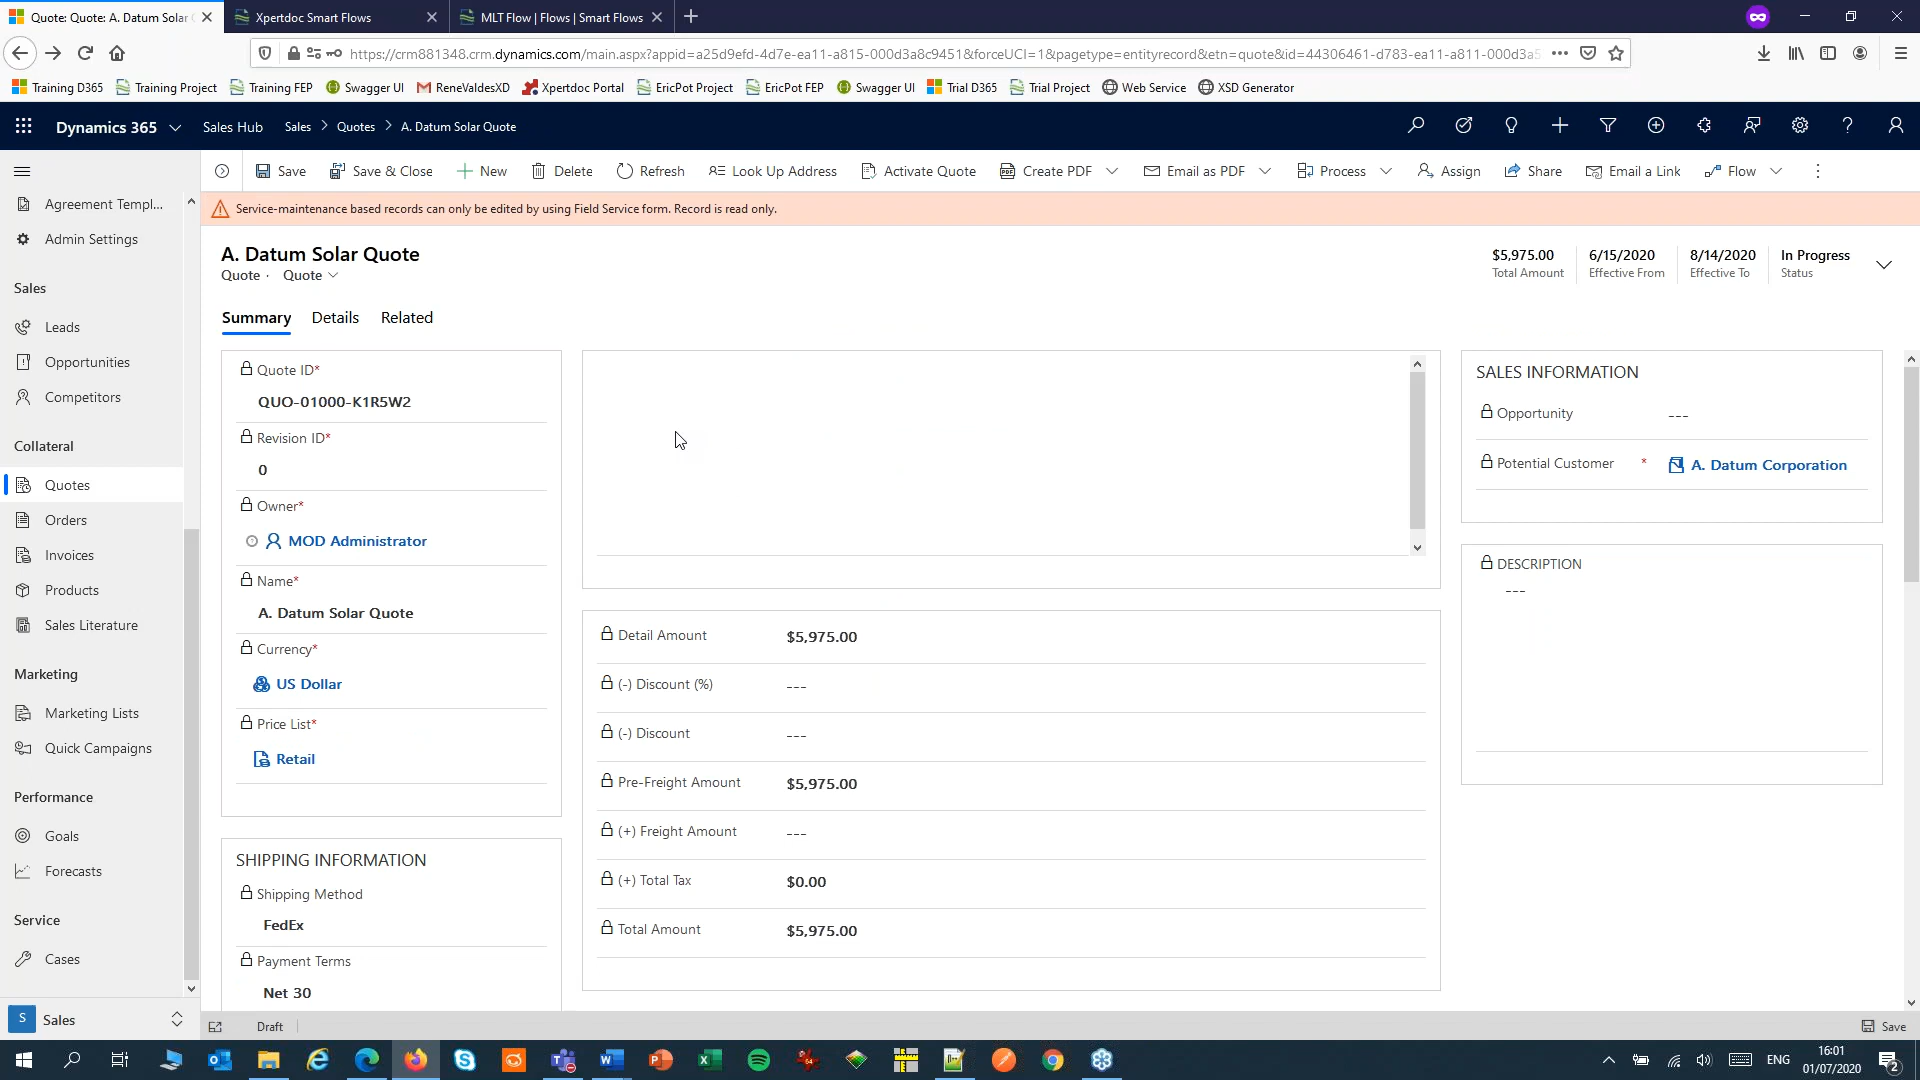 Quote: Quote: A. Datum Solar
Xpertdoc Smart Flows
MLT Flow | Flows | Smart Flows
https://crm881348.crm.dynamics.com/main.aspx?appid=a25d9efd-4d7e-ea11-a815-000d3a8c9451&forceUCI=1&pagetype=entityrecord&etn=quote&id=44306461-d783-ea11-a811-000d3a5
Training D365
Training Project
Training FEP
Swagger UI
ReneValdesXD
Xpertdoc Portal
EricPot Project
EricPot FEP
Swagger UI
Trial D365
Trial Project
Web Service
XSD Generator
Dynamics 365
Sales Hub
Sales > Quotes > A. Datum Solar Quote
Save
Save & Close
New
Delete
Refresh
Look Up Address
Activate Quote
Create PDF
Email as PDF
Process
Assign
Share
Email a Link
Flow
Service-maintenance based records can only be edited by using Field Service form. Record is read only.
Agreement Templ...
Admin Settings
Sales
Leads
Opportunities
Competitors
Collateral
Quotes
Orders
Invoices
Products
Sales Literature
Marketing
Marketing Lists
Quick Campaigns
Performance
Goals
Forecasts
Service
Cases
S Sales
A. Datum Solar Quote
Quote · Quote
$5,975.00
Total Amount
6/15/2020
Effective From
8/14/2020
Effective To
In Progress
Status
Summary
Details
Related
Quote ID*
QUO-01000-K1R5W2
Revision ID*
0
Owner*
MOD Administrator
Name*
A. Datum Solar Quote
Currency*
US Dollar
Price List*
Retail
SHIPPING INFORMATION
Shipping Method
FedEx
Payment Terms
Net 30
Detail Amount $5,975.00
(-) Discount (%) ---
(-) Discount ---
Pre-Freight Amount $5,975.00
(+) Freight Amount ---
(+) Total Tax $0.00
Total Amount $5,975.00
SALES INFORMATION
Opportunity ---
Potential Customer * A. Datum Corporation
DESCRIPTION
---
Draft
Save
ENG
16:01
01/07/2020
2